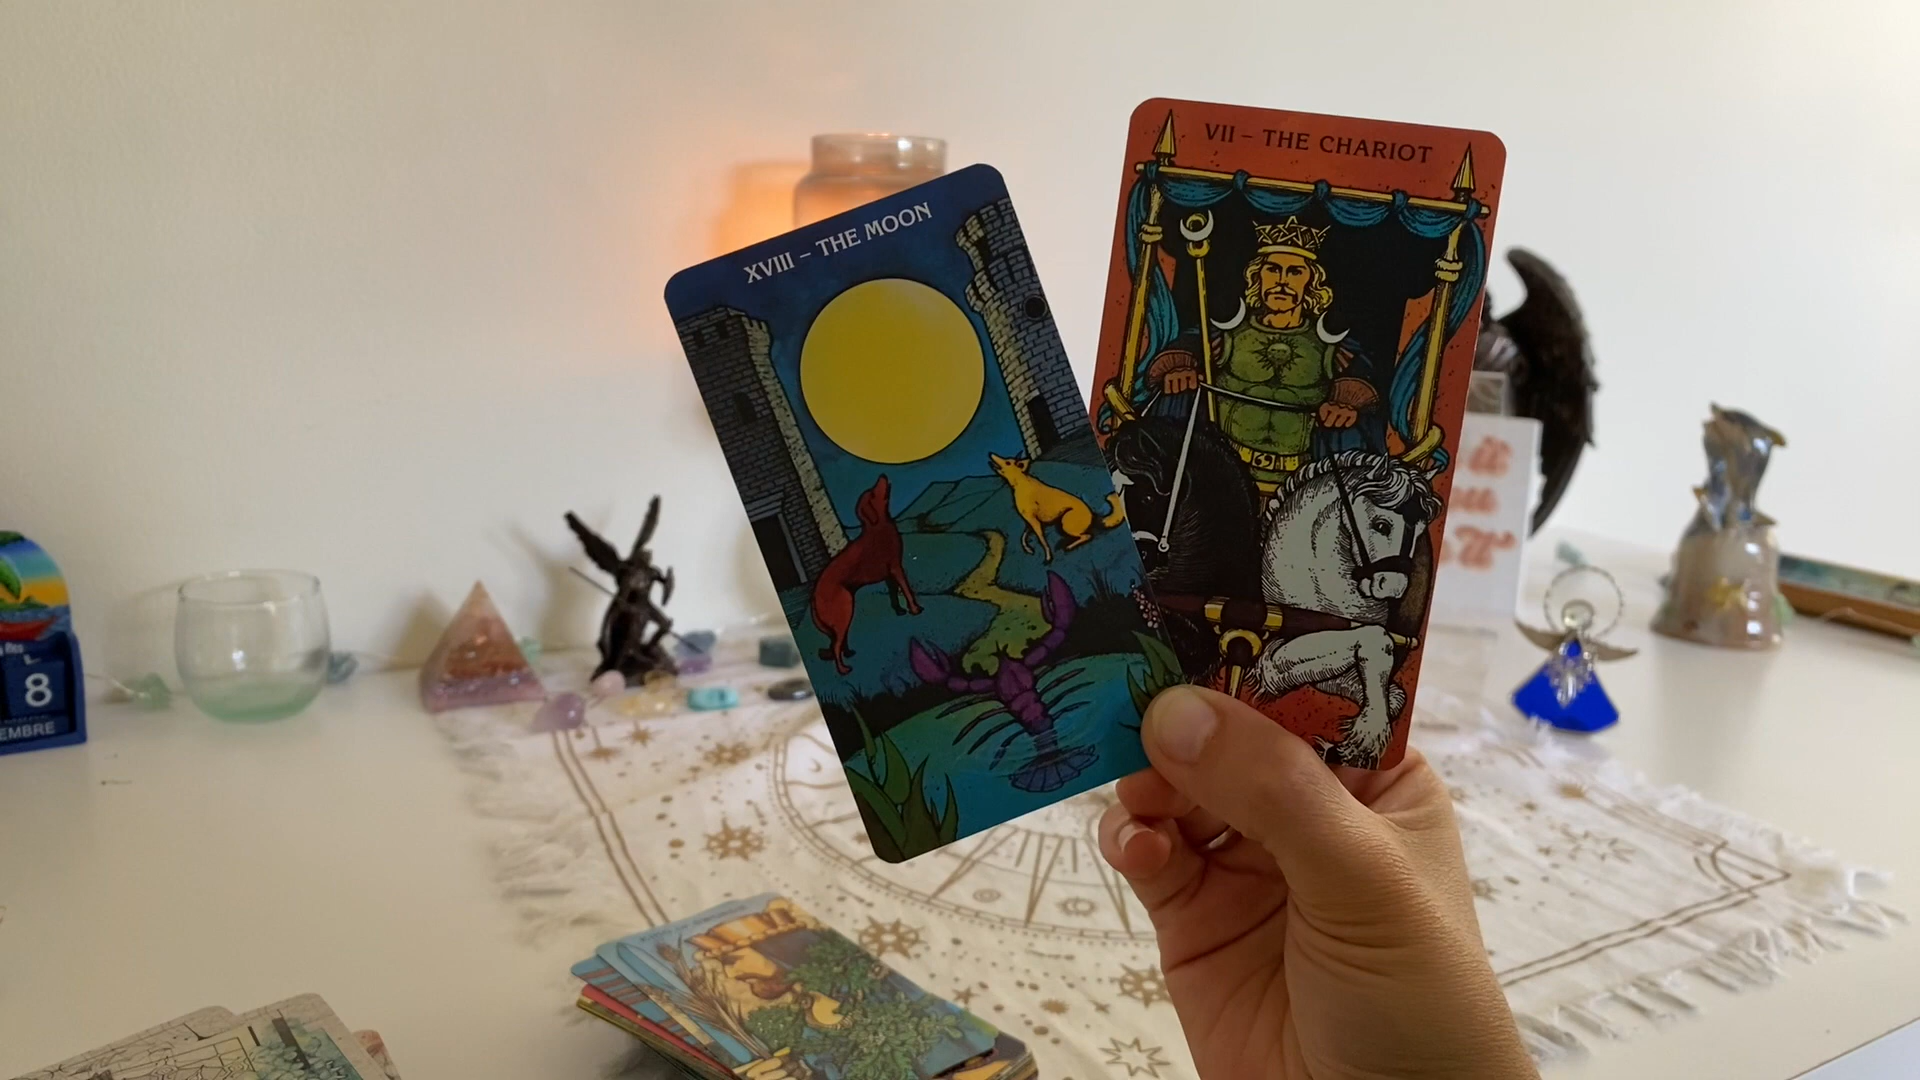 XVIII – THE MOON
VII – THE CHARIOT
8
EMBRE